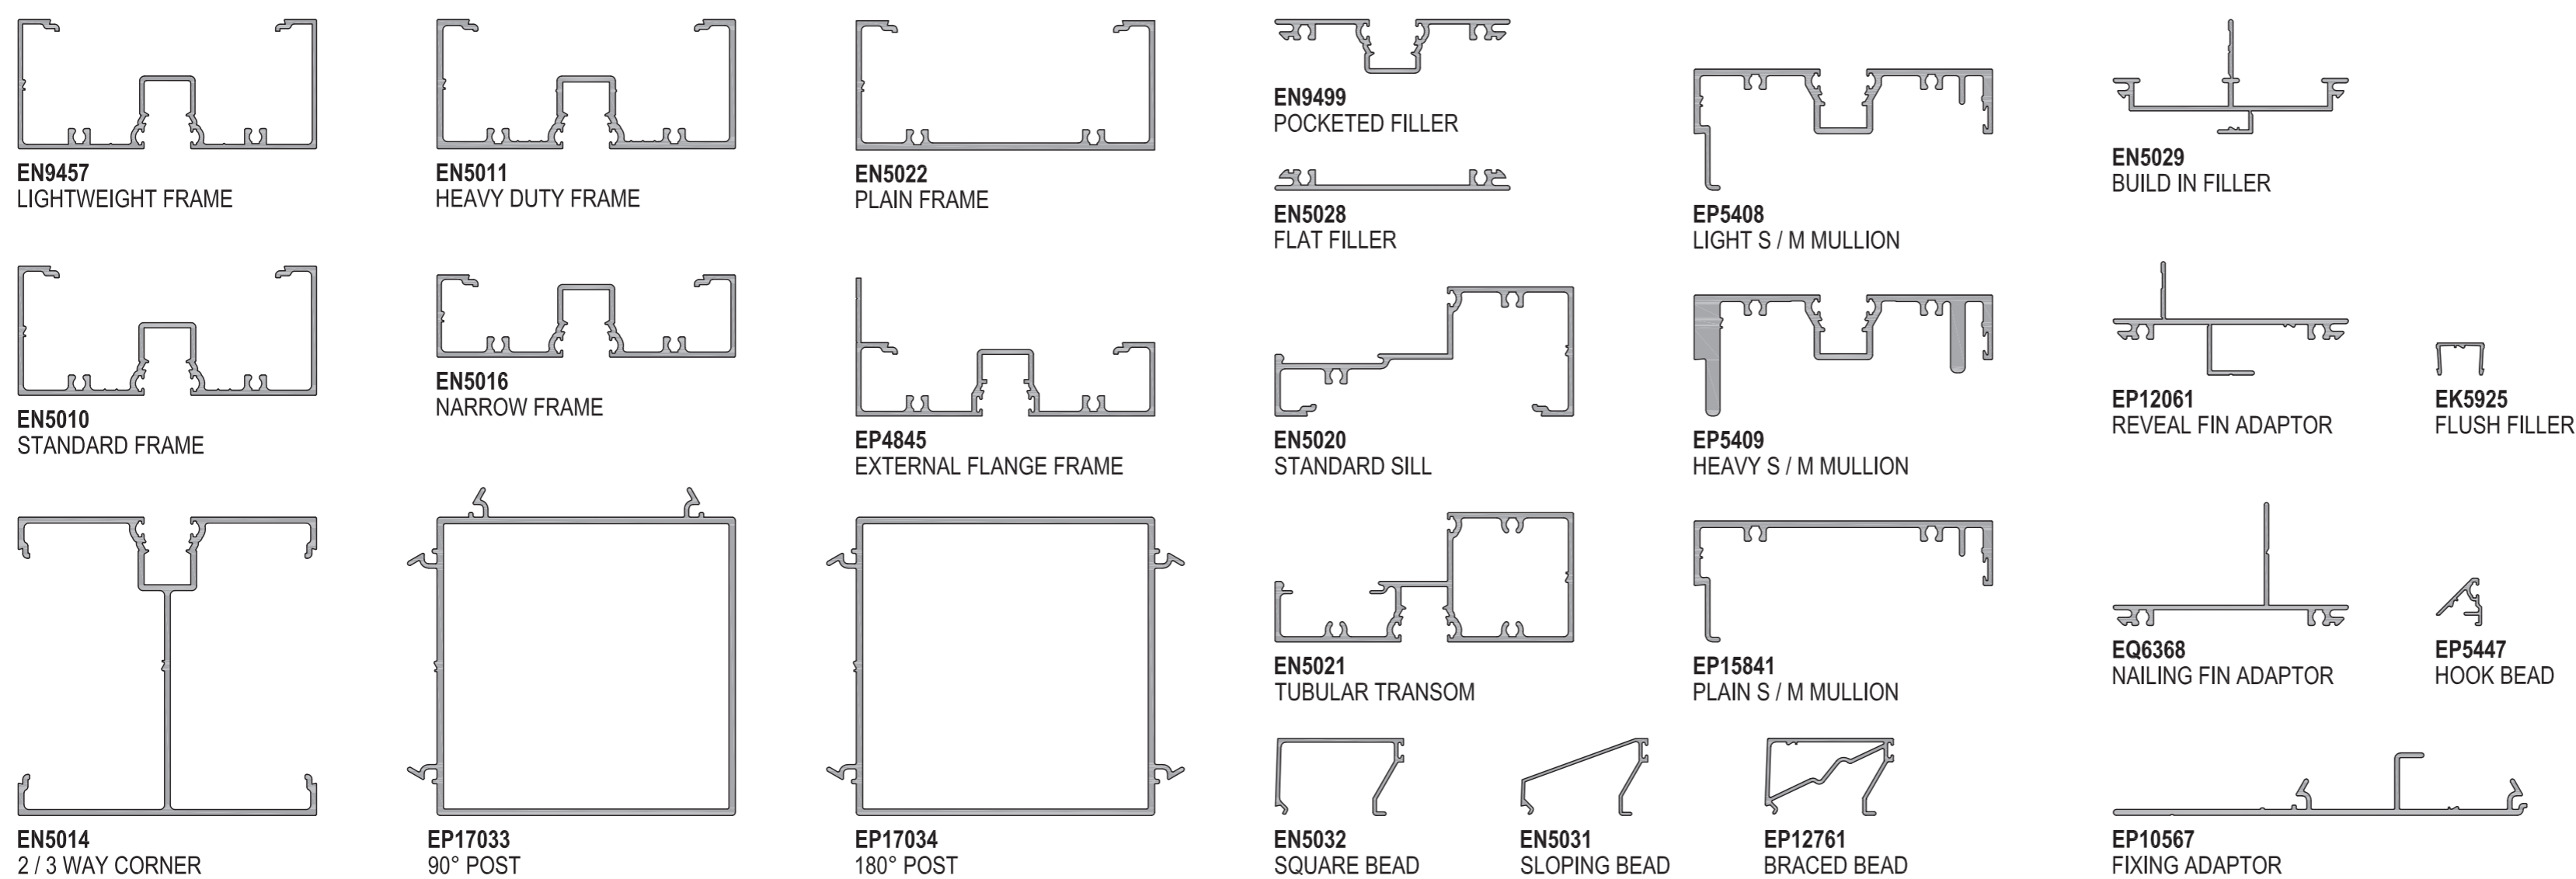 EN9457
LIGHTWEIGHT FRAME
EN5011
HEAVY DUTY FRAME
EN5022
PLAIN FRAME
EN9499
POCKETED FILLER
EN5028
FLAT FILLER
EP5408
LIGHT S / M MULLION
EN5029
BUILD IN FILLER
EN5010
STANDARD FRAME
EN5016
NARROW FRAME
EP4845
EXTERNAL FLANGE FRAME
EN5020
STANDARD SILL
EP5409
HEAVY S / M MULLION
EP12061
REVEAL FIN ADAPTOR
EK5925
FLUSH FILLER
EN5014
2 / 3 WAY CORNER
EP17033
90° POST
EP17034
180° POST
EN5021
TUBULAR TRANSOM
EP15841
PLAIN S / M MULLION
EQ6368
NAILING FIN ADAPTOR
EP5447
HOOK BEAD
EN5032
SQUARE BEAD
EN5031
SLOPING BEAD
EP12761
BRACED BEAD
EP10567
FIXING ADAPTOR